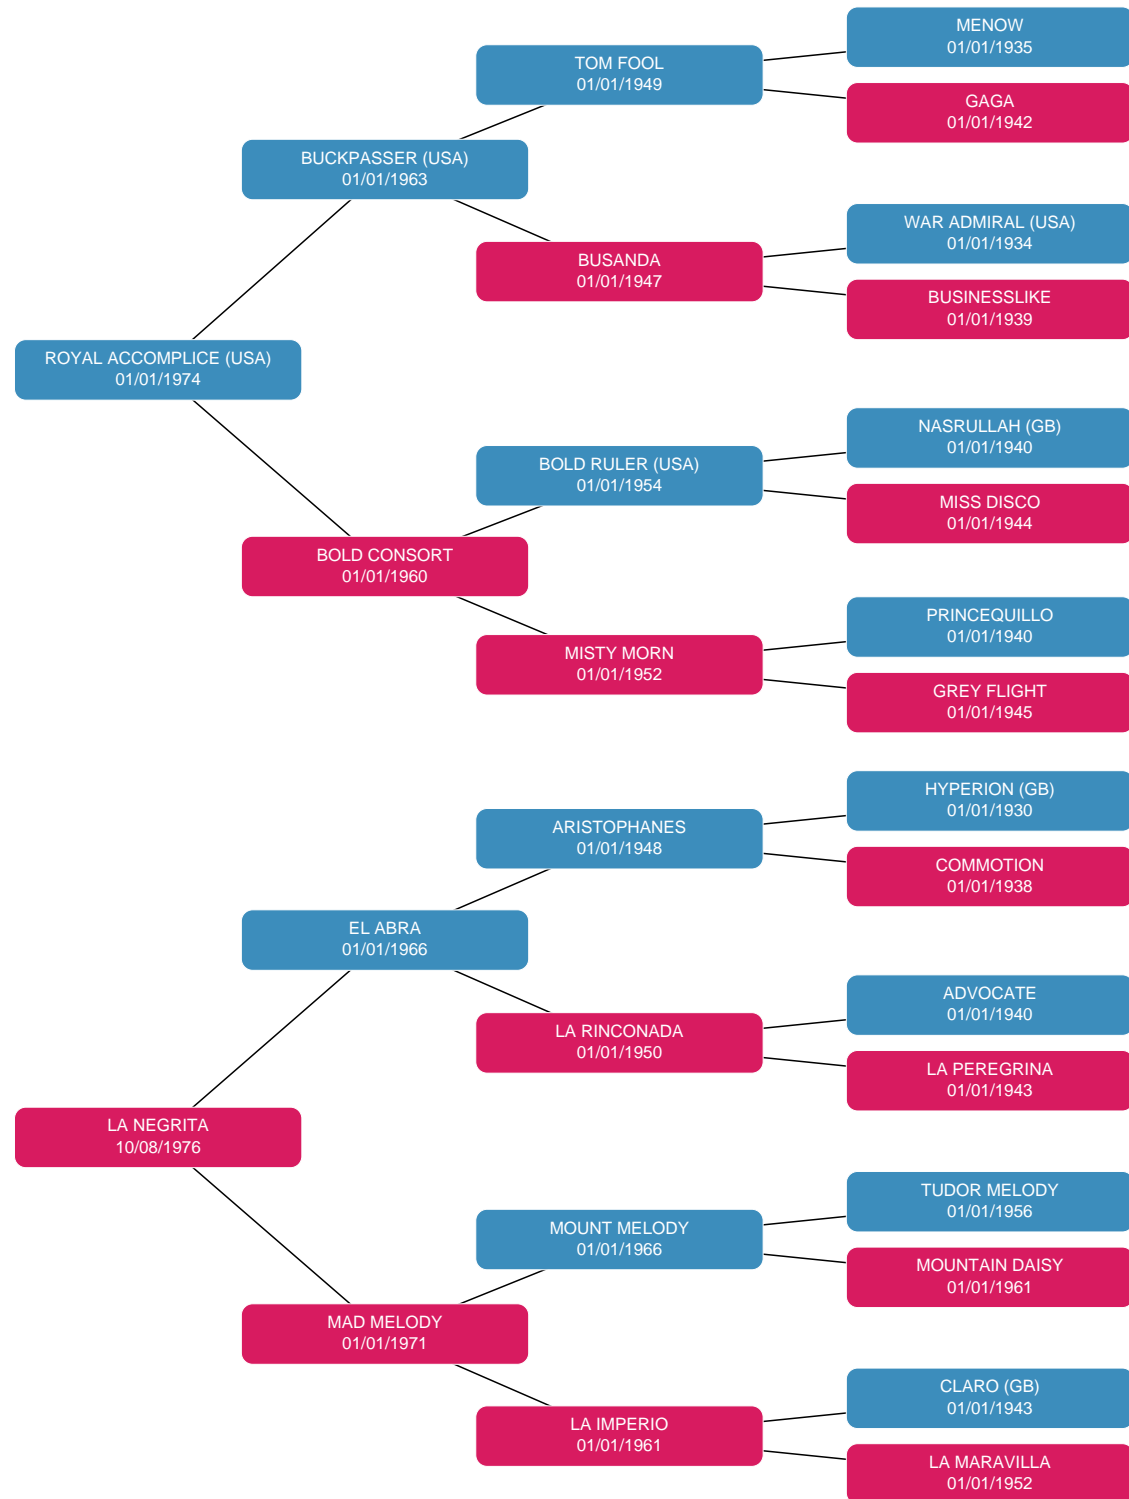 MENOW
01/01/1935
TOM FOOL
01/01/1949
GAGA
01/01/1942
BUCKPASSER (USA)
01/01/1963
WAR ADMIRAL (USA)
01/01/1934
BUSANDA
01/01/1947
BUSINESSLIKE
01/01/1939
ROYAL ACCOMPLICE (USA)
01/01/1974
NASRULLAH (GB)
01/01/1940
BOLD RULER (USA)
01/01/1954
MISS DISCO
01/01/1944
BOLD CONSORT
01/01/1960
PRINCEQUILLO
01/01/1940
MISTY MORN
01/01/1952
GREY FLIGHT
01/01/1945
HYPERION (GB)
01/01/1930
ARISTOPHANES
01/01/1948
COMMOTION
01/01/1938
EL ABRA
01/01/1966
ADVOCATE
01/01/1940
LA RINCONADA
01/01/1950
LA PEREGRINA
01/01/1943
LA NEGRITA
10/08/1976
TUDOR MELODY
01/01/1956
MOUNT MELODY
01/01/1966
MOUNTAIN DAISY
01/01/1961
MAD MELODY
01/01/1971
CLARO (GB)
01/01/1943
LA IMPERIO
01/01/1961
LA MARAVILLA
01/01/1952